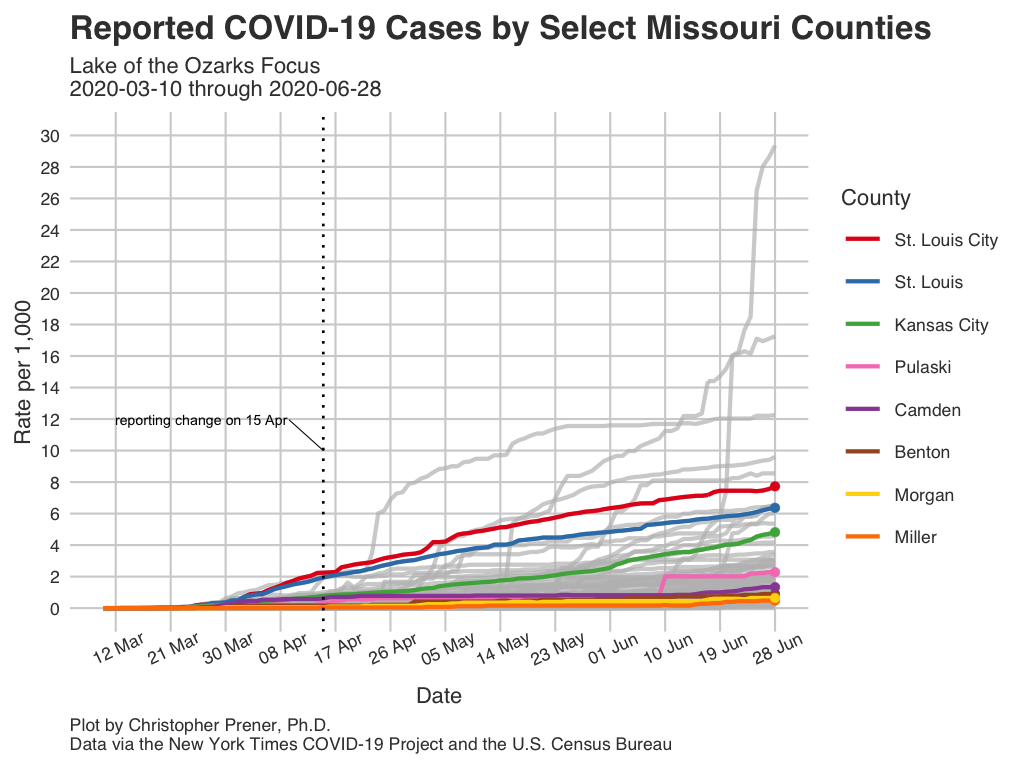 Reported COVID-19 Cases by Select Missouri Counties
Lake of the Ozarks Focus
2020-03-10 through 2020-06-28
30
28
26
24
22
20
18
16
14
12
10
8
6
4
2
0
Rate per 1,000
reporting change on 15 Apr
12 Mar
21 Mar
30 Mar
08 Apr
17 Apr
26 Apr
05 May
14 May
23 May
01 Jun
10 Jun
19 Jun
28 Jun
Date
County
St. Louis City
St. Louis
Kansas City
Pulaski
Camden
Benton
Morgan
Miller
Plot by Christopher Prener, Ph.D.
Data via the New York Times COVID-19 Project and the U.S. Census Bureau